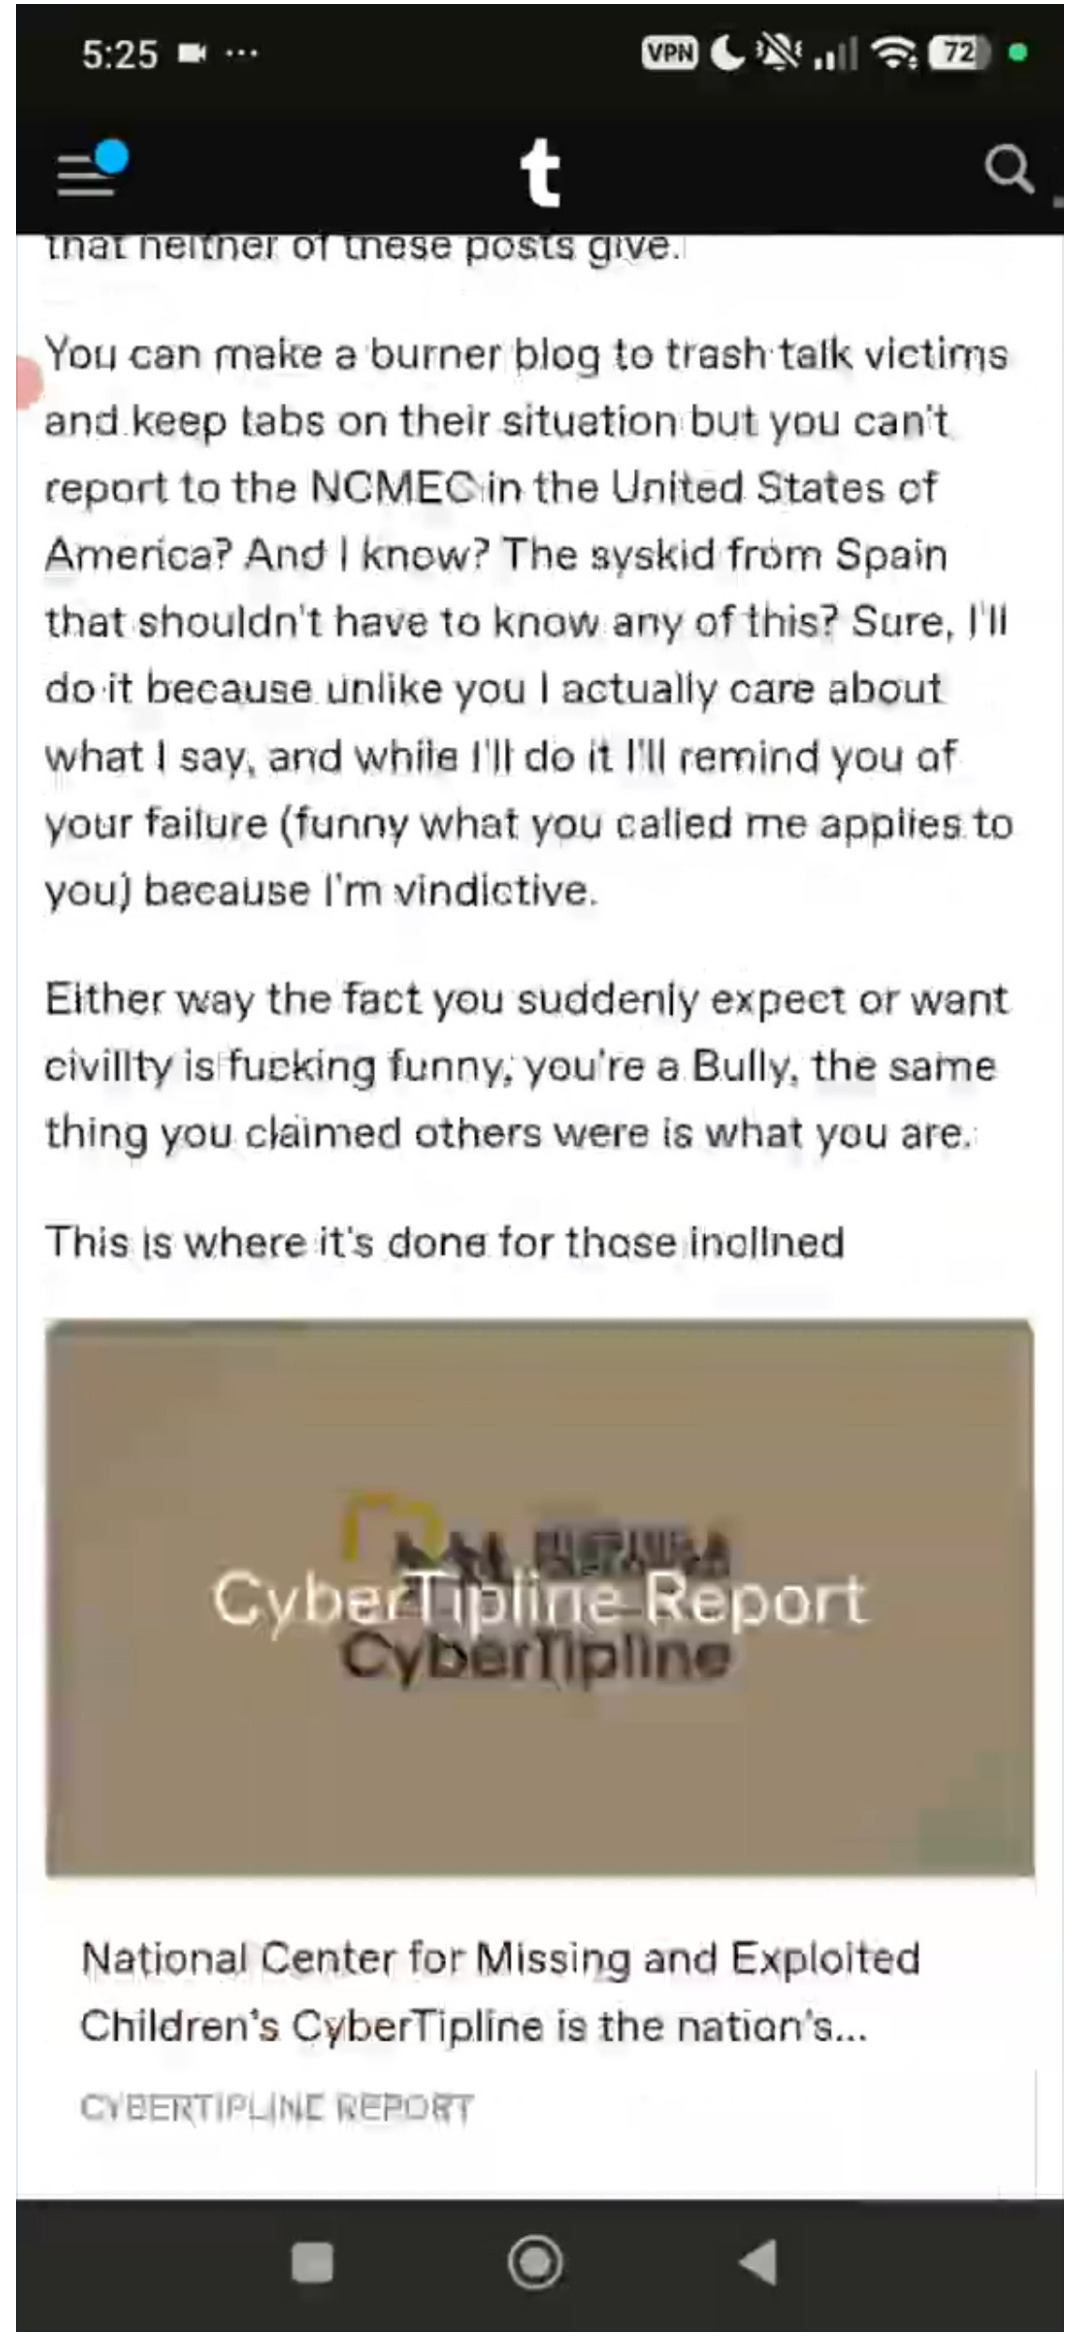 5:25
VPN
72
t
that neither of these posts give.
You can make a burner blog to trash talk victims
and keep tabs on their situation but you can't
report to the NCMEC in the United States of
America? And I know? The syskid from Spain
that shouldn't have to know any of this? Sure, I'll
do it because unlike you I actually care about
what I say, and while I'll do it I'll remind you of
your failure (funny what you called me applies to
you) because I'm vindictive.
Either way the fact you suddenly expect or want
civility is fucking funny, you're a Bully, the same
thing you claimed others were is what you are.
This is where it's done for those inclined
CyberTipline Report
CyberTipline
National Center for Missing and Exploited
Children's CyberTipline is the nation's...
CYBERTIPLINE REPORT